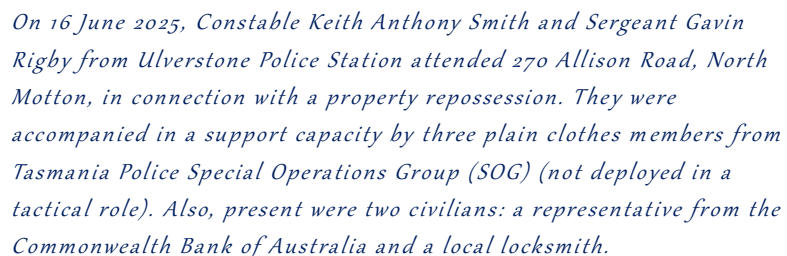 On 16 June 2025, Constable Keith Anthony Smith and Sergeant Gavin
Rigby from Ulverstone Police Station attended 270 Allison Road, North
Motton, in connection with a property repossession. They were
accompanied in a support capacity by three plain clothes members from
Tasmania Police Special Operations Group (SOG) (not deployed in a
tactical role). Also, present were two civilians: a representative from the
Commonwealth Bank of Australia and a local locksmith.